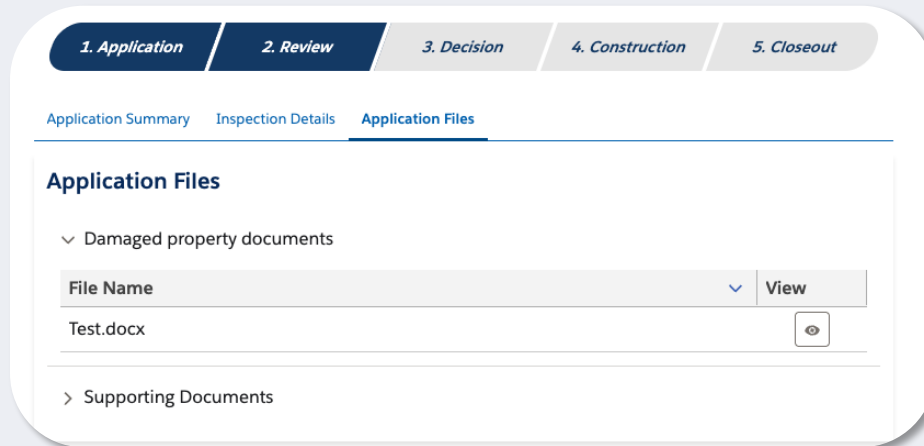 1. Application 2. Review 3. Decision 4. Construction 5. Closeout
Application Summary Inspection Details Application Files
Application Files
Damaged property documents
File Name View
Test.docx
Supporting Documents